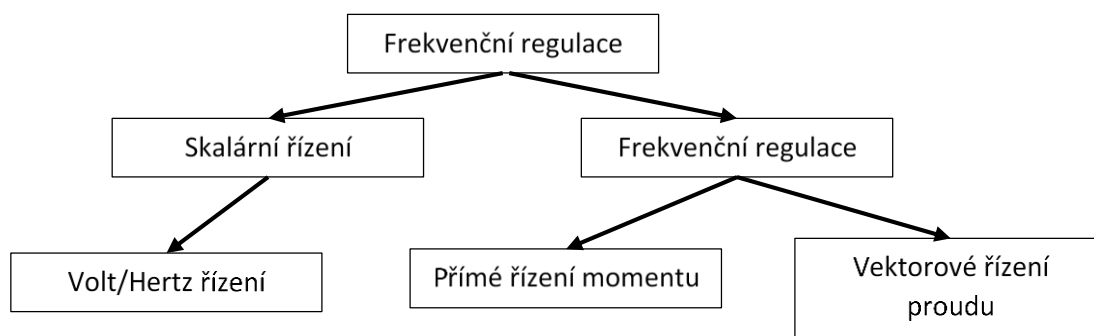 Frekvenční regulace
Skalární řízení
Frekvenční regulace
Volt/Hertz řízení
Přímé řízení momentu
Vektorové řízení
proudu